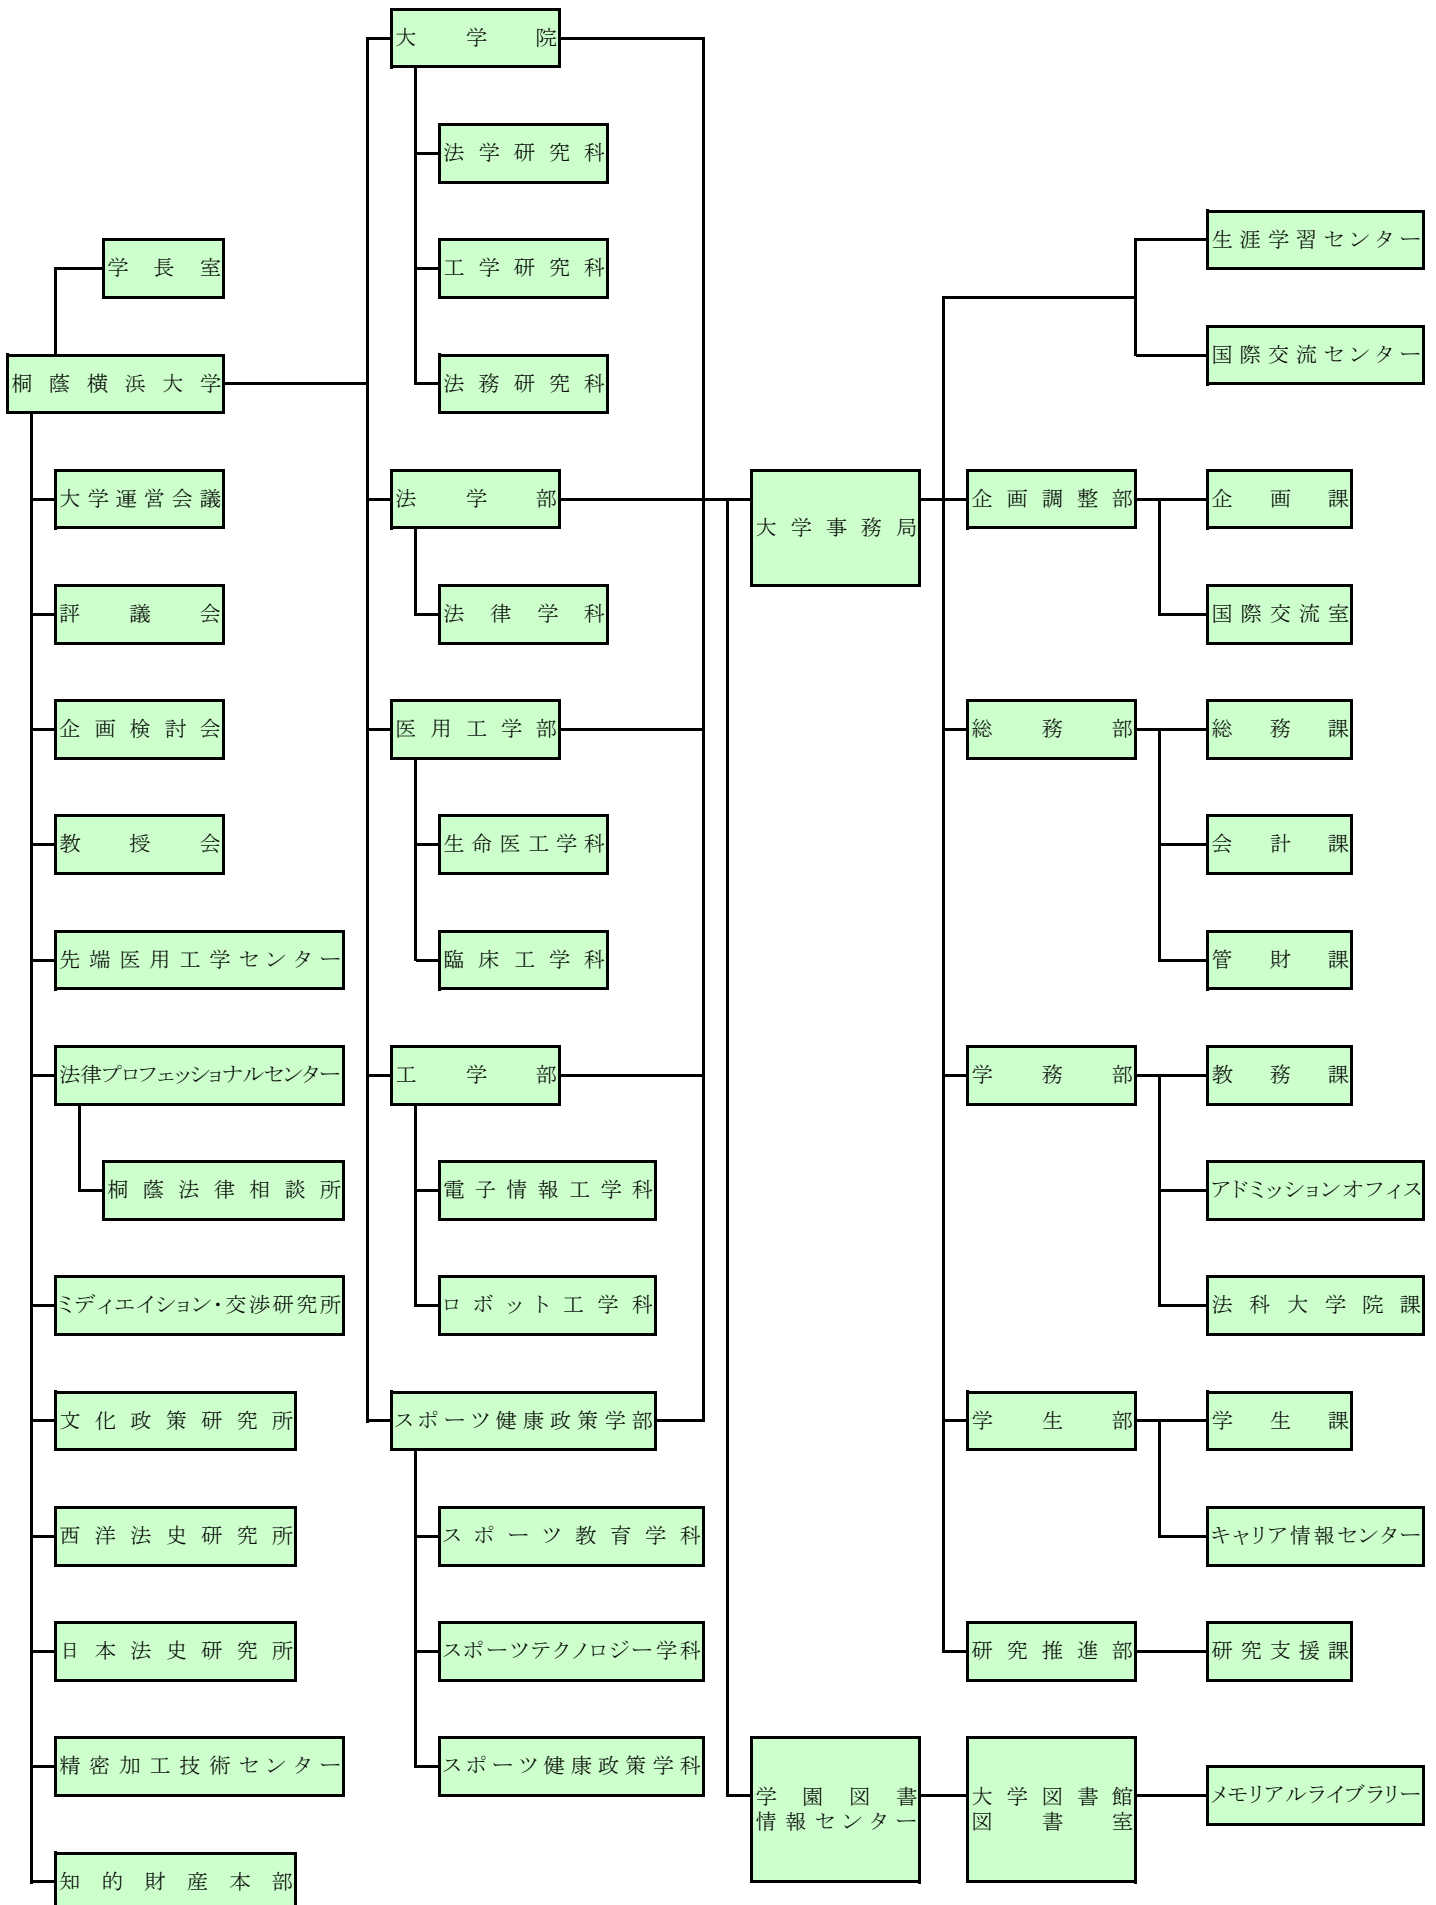 大学院
法学研究科
工学研究科
法務研究科
学長室
桐蔭横浜大学
大学運営会議
評議会
企画検討会
教授会
先端医用工学センター
法律プロフェッショナルセンター
桐蔭法律相談所
ミディエイション・交渉研究所
文化政策研究所
西洋法史研究所
日本法史研究所
精密加工技術センター
知的財産本部
法学部
法律学科
医用工学部
生命医工学科
臨床工学科
工学部
電子情報工学科
ロボット工学科
スポーツ健康政策学部
スポーツ教育学科
スポーツテクノロジー学科
スポーツ健康政策学科
大学事務局
生涯学習センター
国際交流センター
企画調整部
企画課
国際交流室
総務部
総務課
会計課
管財課
学務部
教務課
アドミッションオフィス
法科大学院課
学生部
学生課
キャリア情報センター
研究推進部
研究支援課
学園図書
情報センター
大学図書館
図書室
メモリアルライブラリー